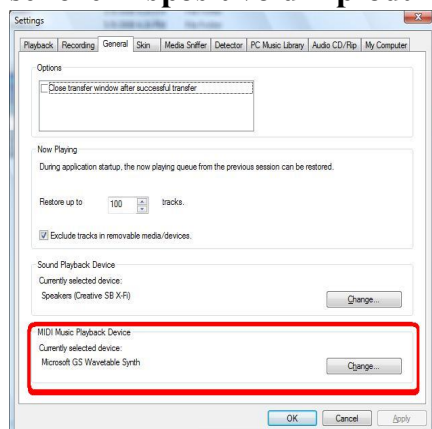 Settings
Playback Recording General Skin Media Sniffer Detector PC Music Library Audio CD/Rip My Computer
Options
Close transfer window after successful transfer
Now Playing
During application startup, the now playing queue from the previous session can be restored.
Restore up to 100 tracks.
Exclude tracks in removable media/devices.
Sound Playback Device
Currently selected device:
Speakers (Creative SB X-Fi)
Change...
MIDI Music Playback Device
Currently selected device:
Microsoft GS Wavetable Synth
Change...
OK Cancel Apply